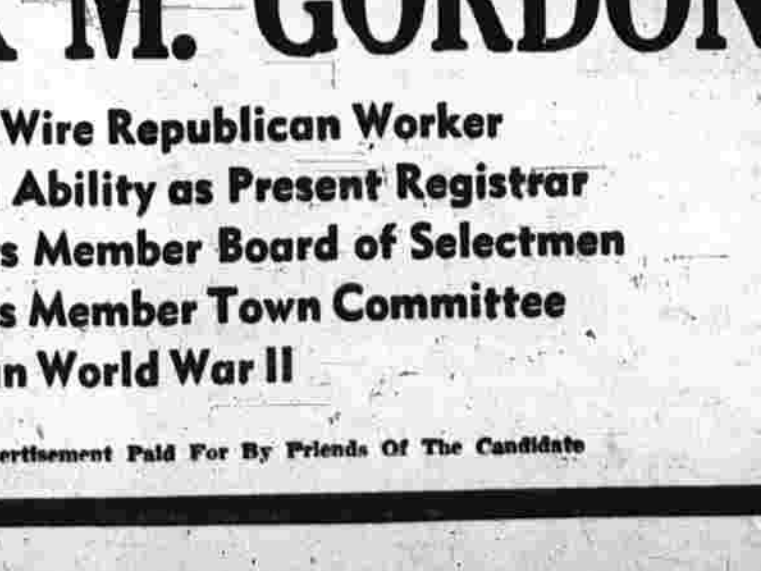 M. GORDON
Wire Republican Worker
Ability as Present Registrar
s Member Board of Selectmen
s Member Town Committee
n World War II
ertisement Paid For By Friends Of The Candidate